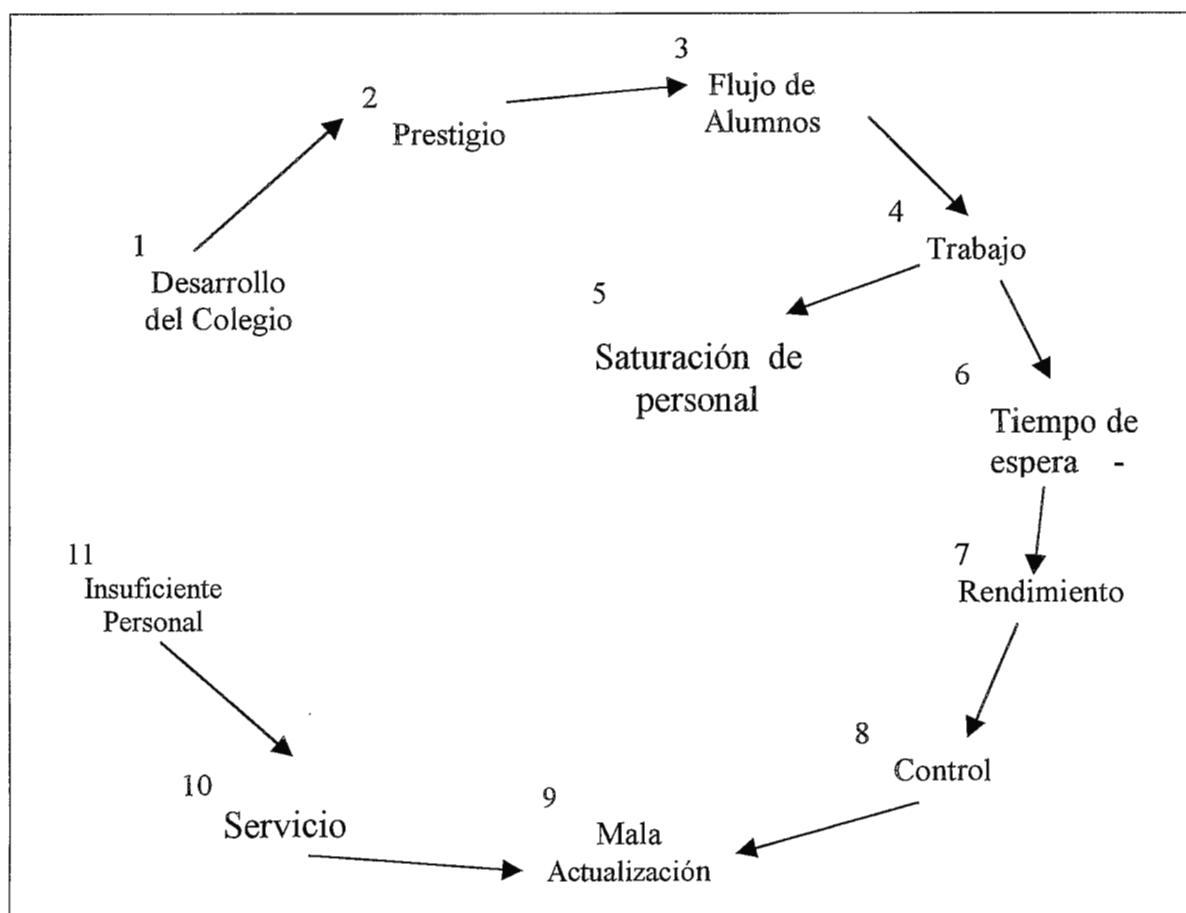 1
Desarrollo
del Colegio
2
Prestigio
3
Flujo de
Alumnos
4
Trabajo
5
Saturación de
personal
6
Tiempo de
espera -
7
Rendimiento
8
Control
9
Mala
Actualización
10
Servicio
11
Insuficiente
Personal